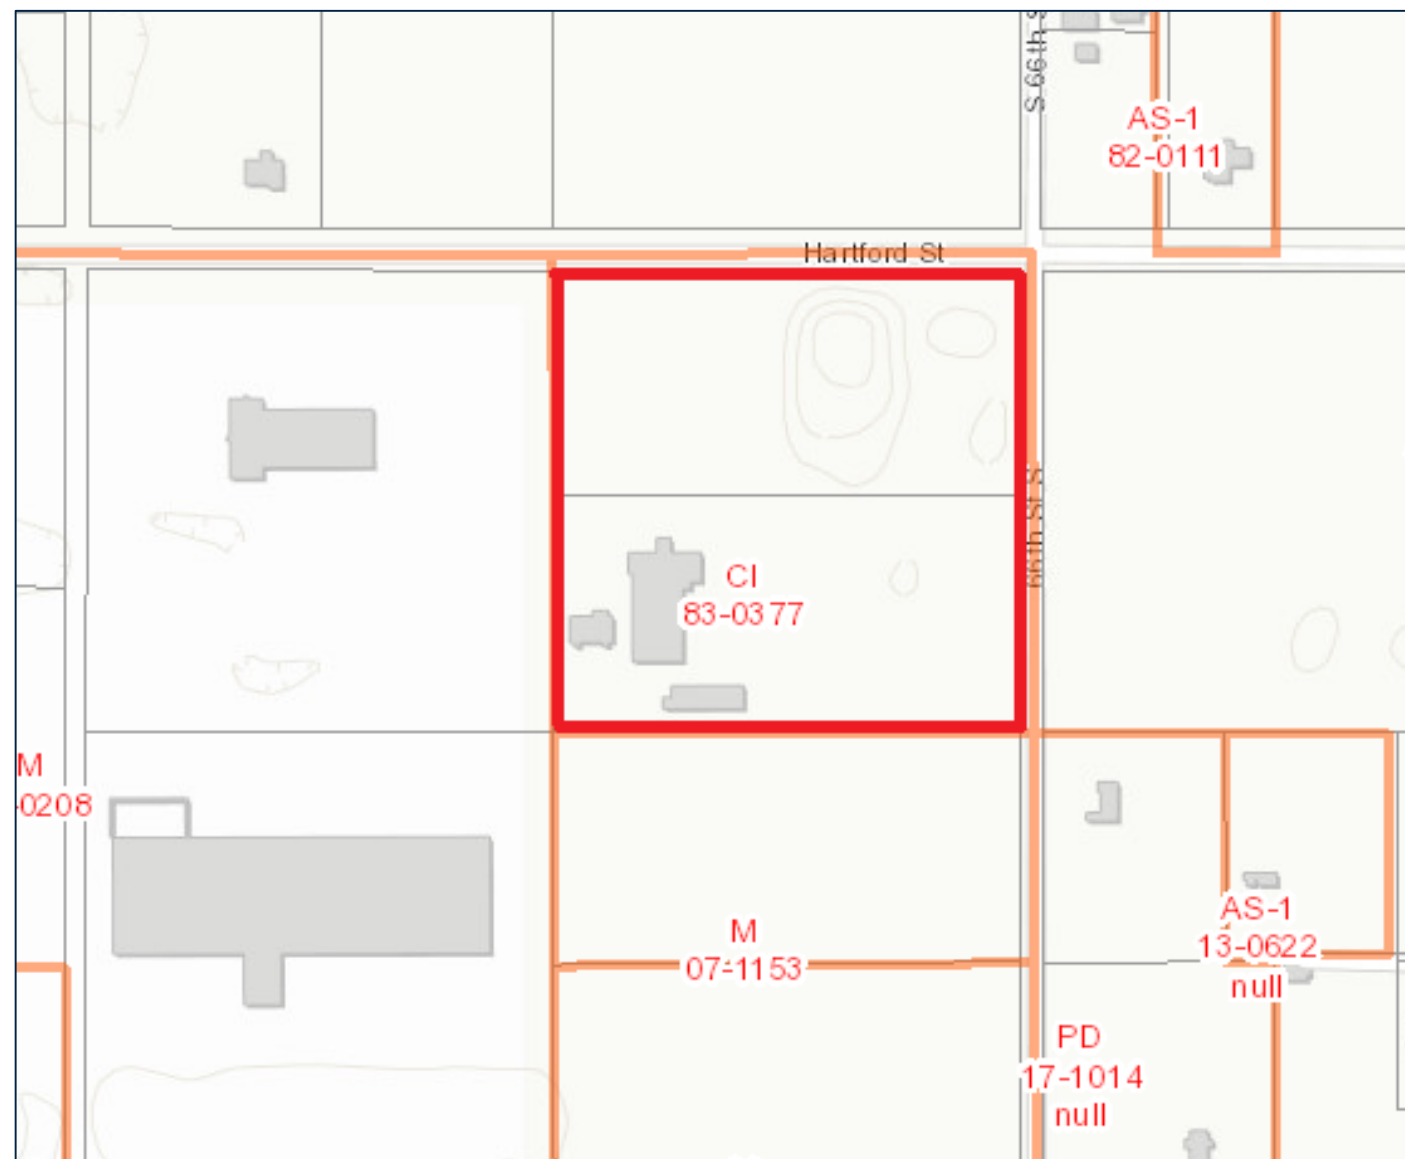 S 66th S
AS-1
82-0111
Hartford St
66th St S
CI
83-0377
M
-0208
M
07-1153
AS-1
13-0622
null
PD
17-1014
null